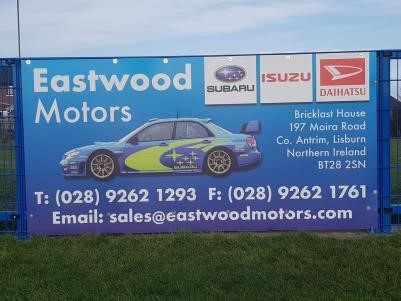 Eastwood
Motors
SUBARU
ISUZU
DAIHATSU
Bricklast House
197 Moira Road
Co. Antrim, Lisburn
Northern Ireland
BT28 2SN
T: (028) 9262 1293 F: (028) 9262 1761
Email: sales@eastwoodmotors.com